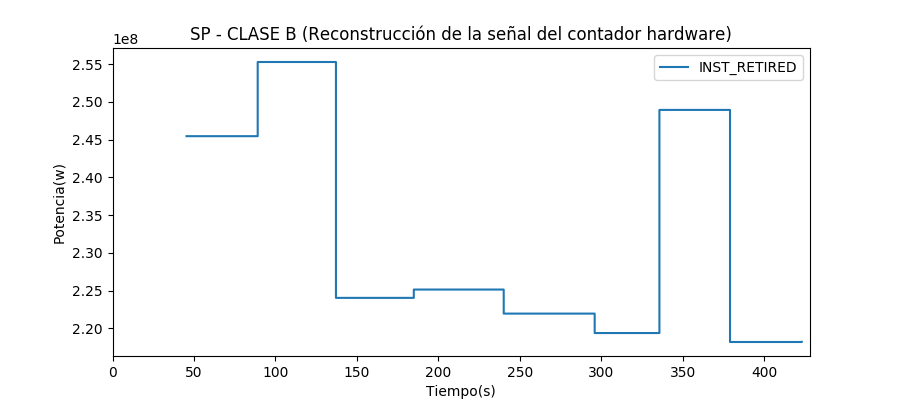 SP - CLASE B (Reconstrucción de la señal del contador hardware)
1e8
INST_RETIRED
2.55
2.50
2.45
2.40
2.35
2.30
2.25
2.20
Potencia(w)
0 50 100 150 200 250 300 350 400
Tiempo(s)